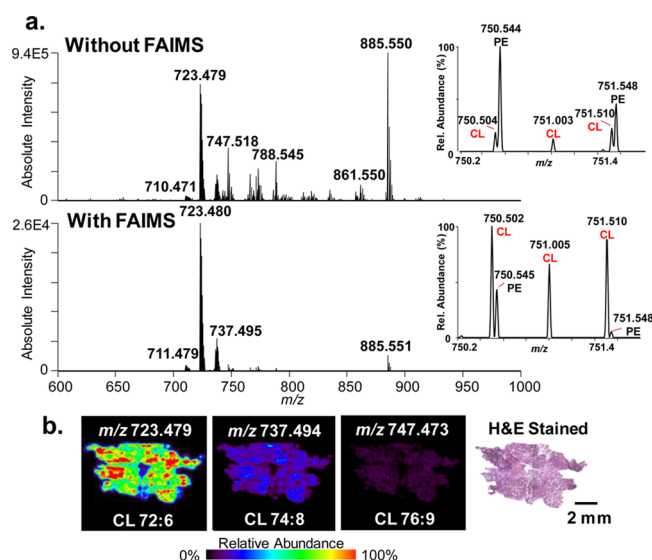 a.
Without FAIMS
9.4E5
Absolute Intensity
0
723.479
885.550
747.518
788.545
710.471
861.550
Rel. Abundance (%)
100
0
750.544
PE
750.504
CL
751.003
CL
751.510
CL
751.548
PE
750.2
m/z
751.4
With FAIMS
2.6E4
Absolute Intensity
0
723.480
737.495
711.479
885.551
600
650
700
750
800
850
900
950
1000
m/z
Rel. Abundance (%)
100
0
750.502
CL
750.545
PE
751.005
CL
751.510
CL
751.548
PE
750.2
m/z
751.4
b.
m/z 723.479
CL 72:6
m/z 737.494
CL 74:8
m/z 747.473
CL 76:9
H&E Stained
2 mm
Relative Abundance
0%
100%